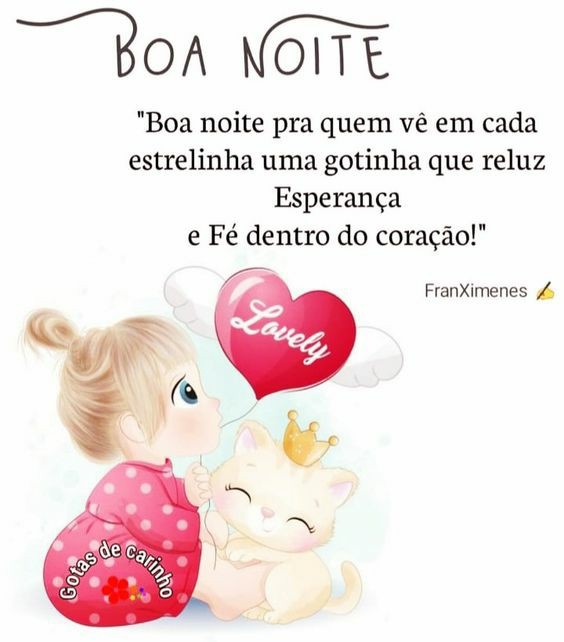 BOA NOITE
"Boa noite pra quem vê em cada
estrelinha uma gotinha que reluz
Esperança
e Fé dentro do coração!"
FranXimenes ✍️
Lovely
Gotas de carinho